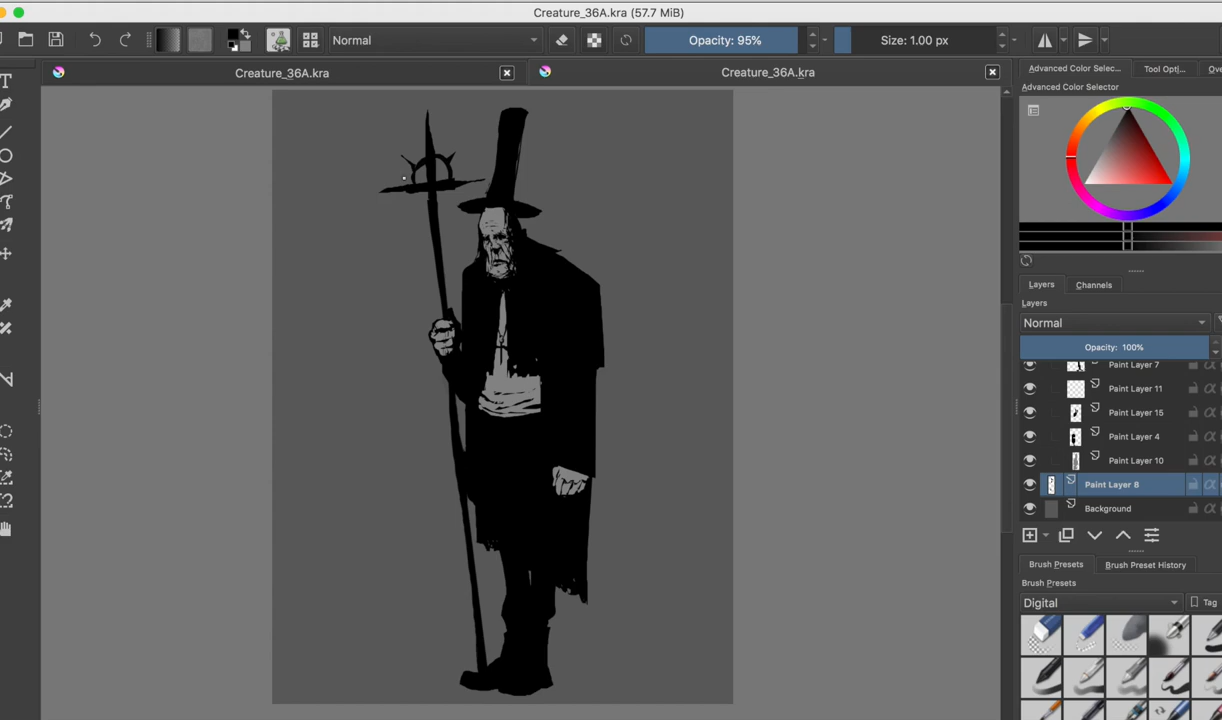 Creature_36A.kra (57.7 MiB)
Normal
Opacity: 95%
Size: 1.00 px
Creature_36A.kra
Creature_36A.kra
Advanced Color Selec...
Tool Opti...
Ove
Advanced Color Selector
Layers
Channels
Layers
Normal
Opacity: 100%
Paint Layer 7
Paint Layer 11
Paint Layer 15
Paint Layer 4
Paint Layer 10
Paint Layer 8
Background
Brush Presets
Brush Preset History
Brush Presets
Digital
Tag